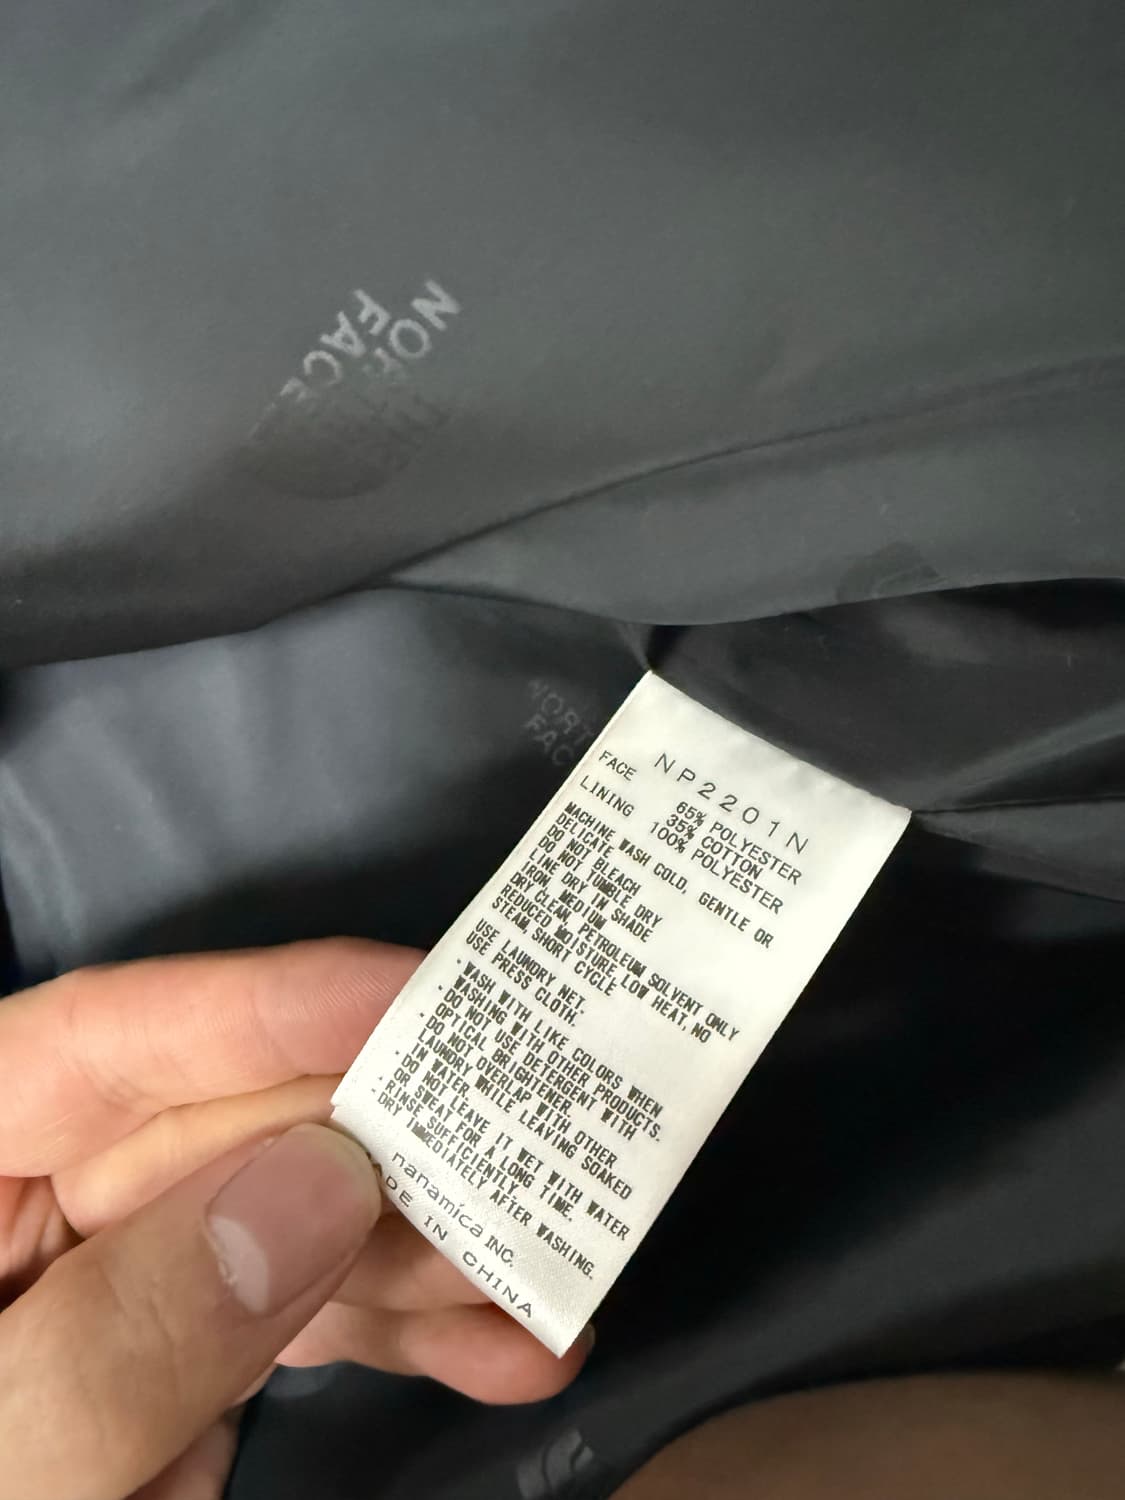 NORTH
FACE
NORT
FAC
NP2201N
FACE 65% POLYESTER
35% COTTON
LINING 100% POLYESTER
MACHINE WASH COLD, GENTLE OR
DELICATE
DO NOT BLEACH
DO NOT TUMBLE DRY
LINE DRY IN SHADE
IRON, MEDIUM
DRY CLEAN, PETROLEUM SOLVENT ONLY
REDUCED MOISTURE, LOW HEAT, NO
STEAM, SHORT CYCLE
USE LAUNDRY NET.
USE PRESS CLOTH.
・WASH WITH LIKE COLORS WHEN
WASHING WITH OTHER PRODUCTS.
・DO NOT USE DETERGENT WITH
OPTICAL BRIGHTENER.
・DO NOT OVERLAP WITH OTHER
LAUNDRY WHILE LEAVING SOAKED
IN WATER.
・DO NOT LEAVE IT WET WITH WATER
OR SWEAT FOR A LONG TIME.
・RINSE SUFFICIENTLY.
・DRY IMMEDIATELY AFTER WASHING.
nanamica INC.
ADE IN CHINA